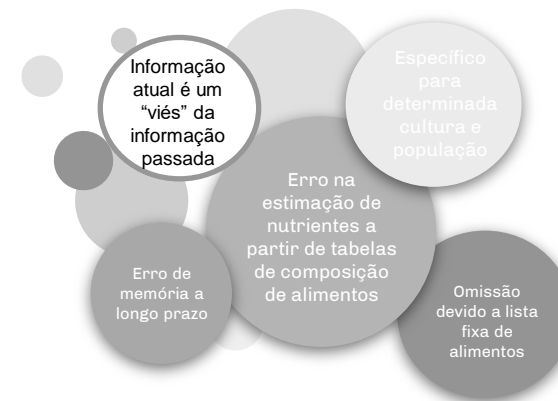 Informação
atual é um
“viés” da
informação
passada
Específico
para
determinada
cultura e
população
Erro na
estimação de
nutrientes a
partir de tabelas
de composição
de alimentos
Erro de
memória a
longo prazo
Omissão
devido a lista
fixa de
alimentos